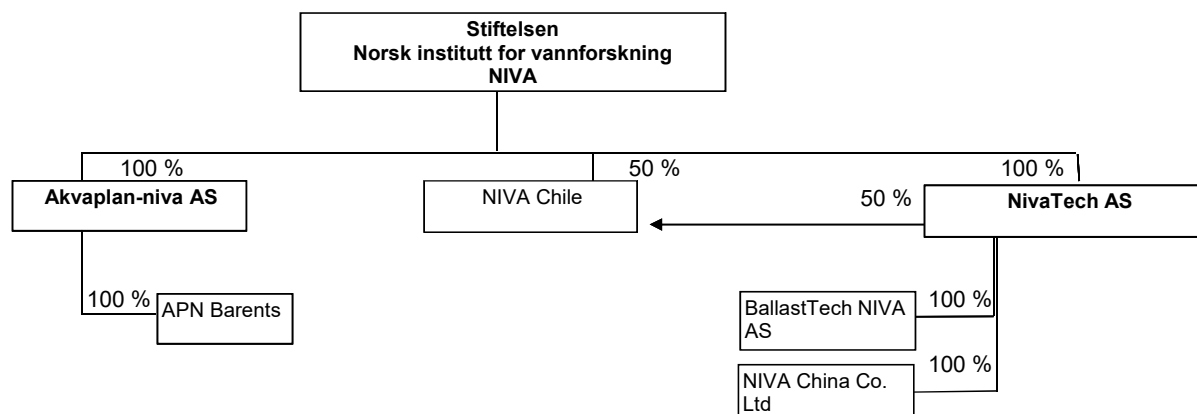 Stiftelsen
Norsk institutt for vannforskning
NIVA
100 %
50 %
100 %
Akvaplan-niva AS
NIVA Chile
50 %
NivaTech AS
100 %
APN Barents
BallastTech NIVA
AS
100 %
NIVA China Co.
Ltd
100 %